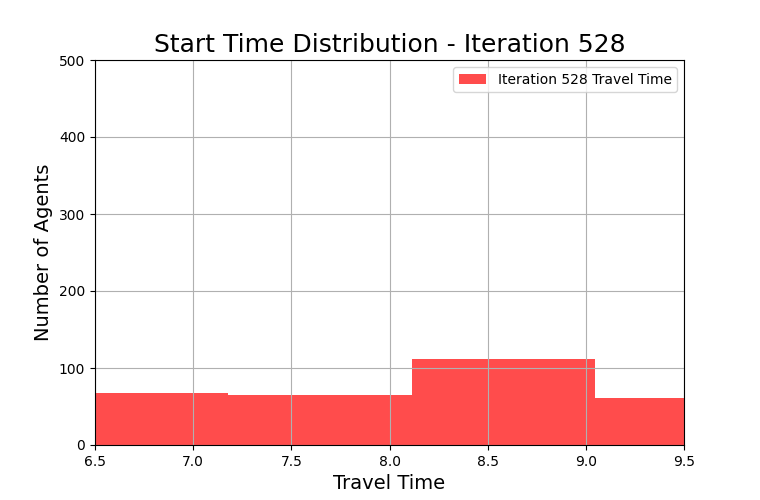 Start Time Distribution - Iteration 528
500
Iteration 528 Travel Time
400
300
200
100
0
Number of Agents
6.5 7.0 7.5 8.0 8.5 9.0 9.5
Travel Time